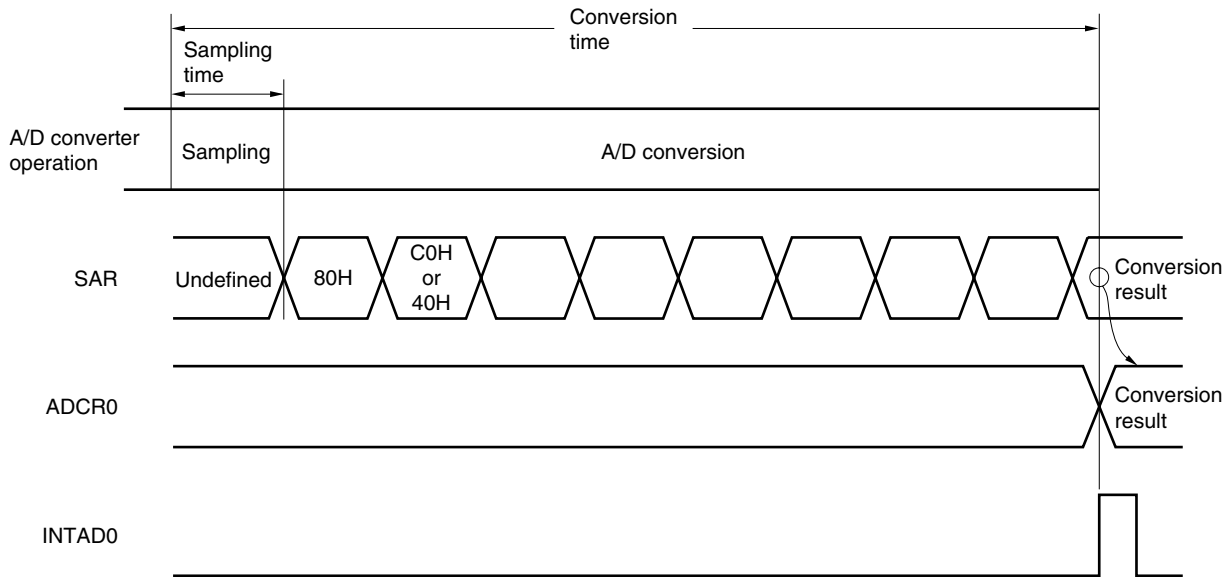 Conversion
time
Sampling
time
A/D converter
operation
Sampling
A/D conversion
SAR
Undefined
80H
C0H
or
40H
Conversion
result
ADCR0
Conversion
result
INTAD0